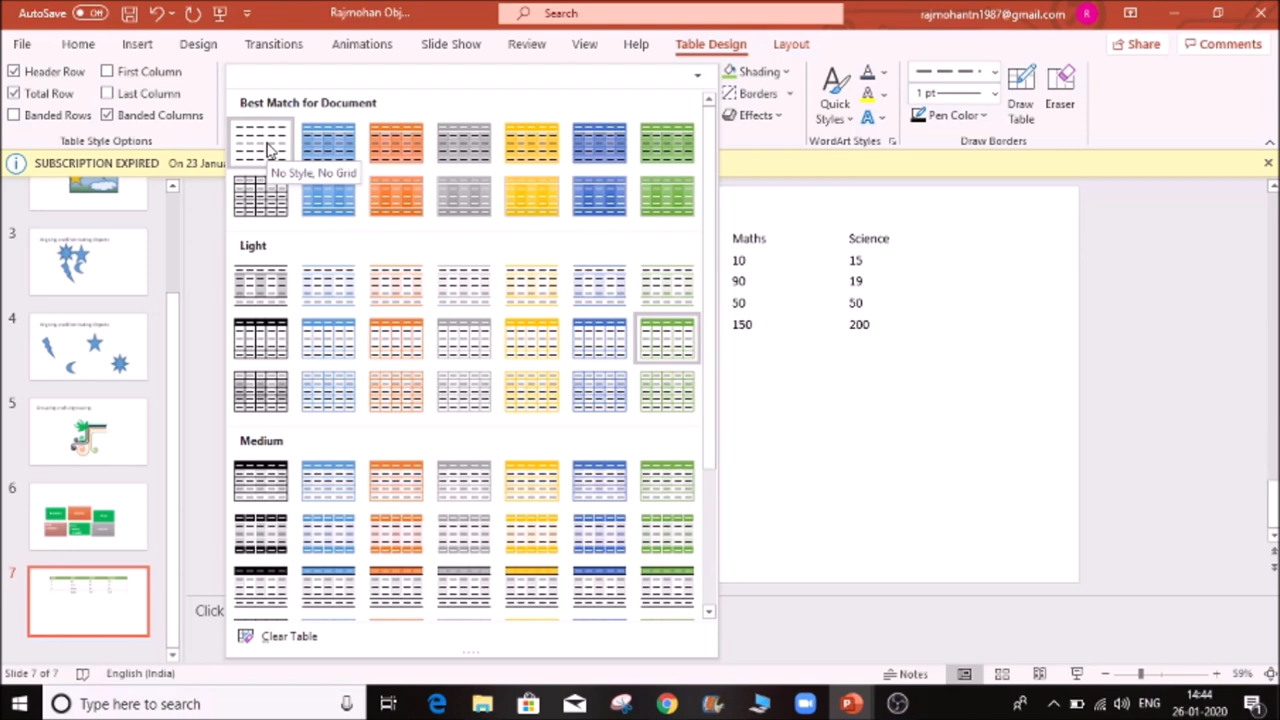 AutoSave Off
Rajmohan Obj...
Search
rajmohantn1987@gmail.com
R
File Home Insert Design Transitions Animations Slide Show Review View Help Table Design Layout
Share Comments
Header Row First Column
Total Row Last Column
Banded Rows Banded Columns
Table Style Options
Shading
Borders
Effects
Quick
Styles
WordArt Styles
1 pt
Pen Color
Draw
Table
Eraser
Draw Borders
SUBSCRIPTION EXPIRED On 23 Janua
Best Match for Document
No Style, No Grid
Light
Medium
Clear Table
3
4
5
6
7
Maths Science
10 15
90 19
50 50
150 200
Click
Slide 7 of 7 English (India)
Notes
59%
Type here to search
ENG
14:44
26-01-2020
1